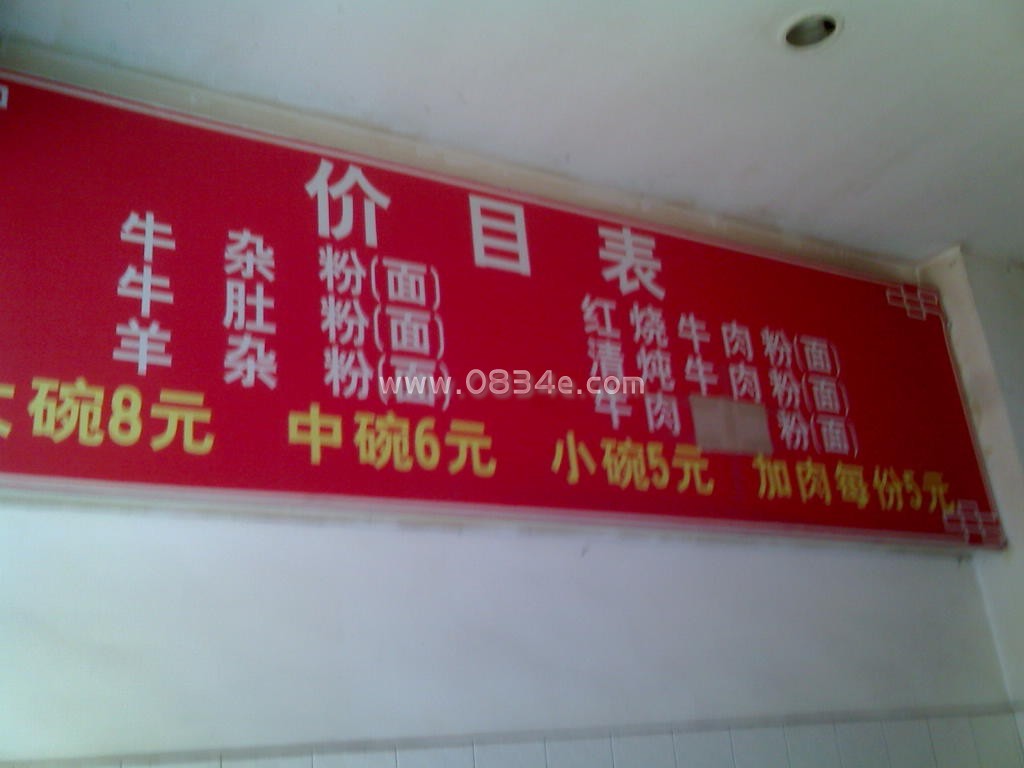 价目表
牛杂粉(面)
牛肚粉(面)
羊杂粉(面)
红烧牛肉粉(面)
清炖牛肉粉(面)
牛肉 粉(面)
大碗8元 中碗6元 小碗5元 加肉每份5元
www.0834e.com